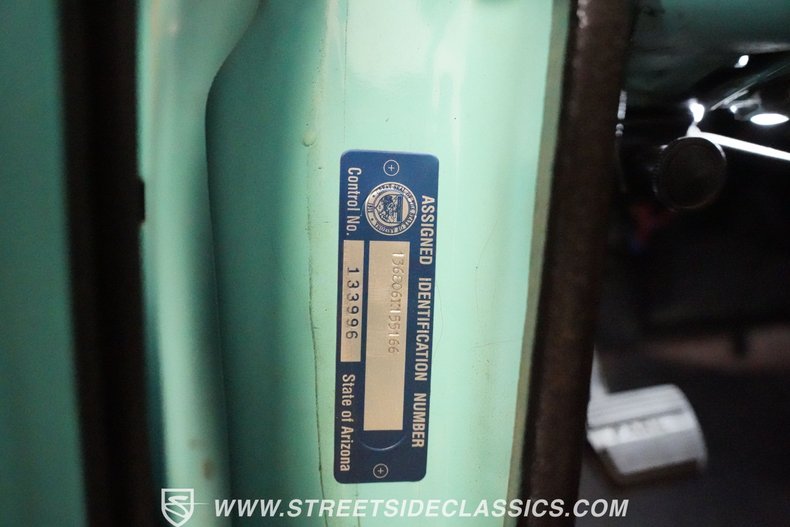 ASSIGNED IDENTIFICATION NUMBER
Control No. 133996 State of Arizona
WWW.STREETSIDECLASSICS.COM